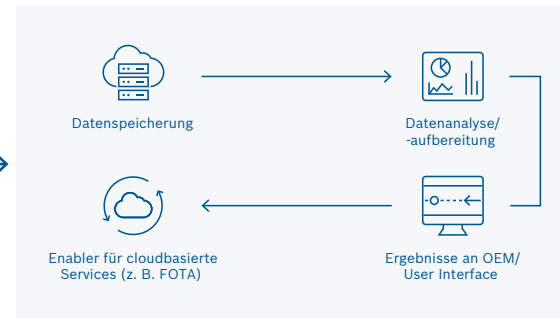 Datenspeicherung
Datenanalyse/
-aufbereitung
Enabler für cloudbasierte
Services (z. B. FOTA)
Ergebnisse an OEM/
User Interface